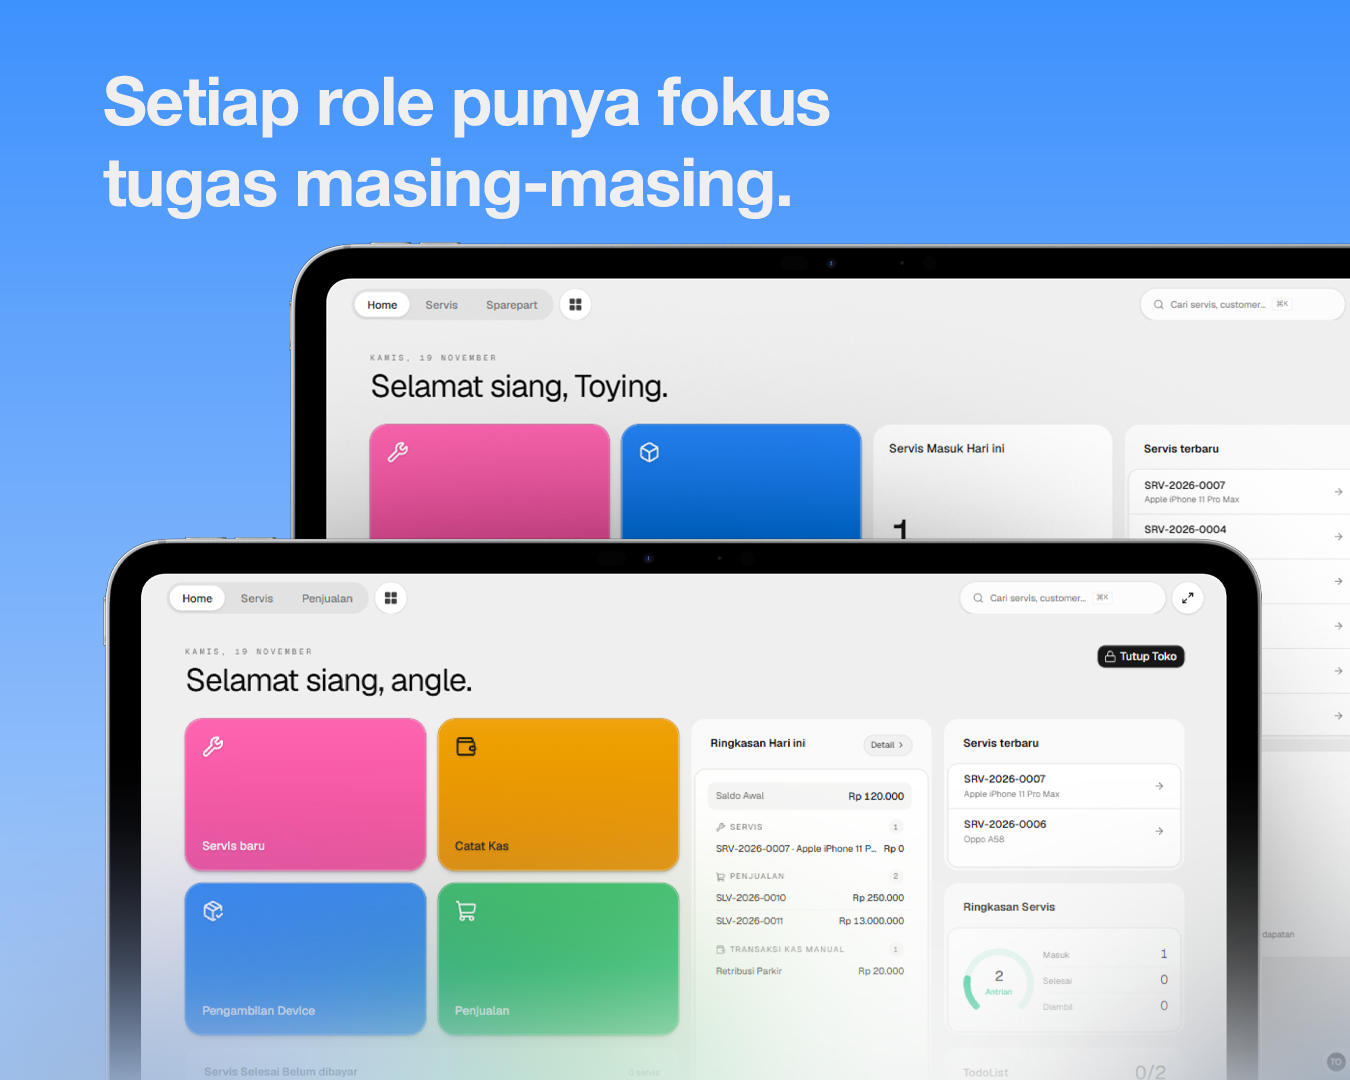 Setiap role punya fokus
tugas masing-masing.
Home
Servis
Sparepart
Cari servis, customer...
⌘K
KAMIS, 19 NOVEMBER
Selamat siang, Toying.
Servis Masuk Hari ini
1
Servis terbaru
SRV-2026-0007
Apple iPhone 11 Pro Max
SRV-2026-0004
dapatan
Home
Servis
Penjualan
Cari servis, customer...
⌘K
KAMIS, 19 NOVEMBER
Selamat siang, angle.
Tutup Toko
Servis baru
Catat Kas
Pengambilan Device
Penjualan
Servis Selesai Belum dibayar
0 servis
Ringkasan Hari ini
Detail
Saldo Awal Rp 120.000
SERVIS 1
SRV-2026-0007 · Apple iPhone 11 P... Rp 0
PENJUALAN 2
SLV-2026-0010 Rp 250.000
SLV-2026-0011 Rp 13.000.000
TRANSAKSI KAS MANUAL 1
Retribusi Parkir Rp 20.000
Servis terbaru
SRV-2026-0007
Apple iPhone 11 Pro Max
SRV-2026-0006
Oppo A58
Ringkasan Servis
2
Antrian
Masuk 1
Selesai 0
Diambil 0
TodoList 0/2
TO